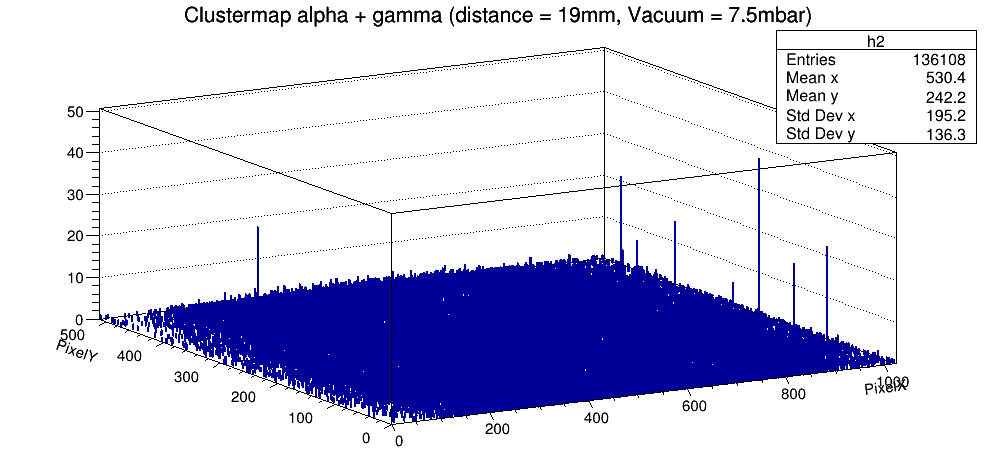 Clustermap alpha + gamma (distance = 19mm, Vacuum = 7.5mbar)
h2
Entries 136108
Mean x 530.4
Mean y 242.2
Std Dev x 195.2
Std Dev y 136.3
50
40
30
20
10
0
500
400
300
200
100
0
PixelY
0
200
400
600
800
1000
PixelX